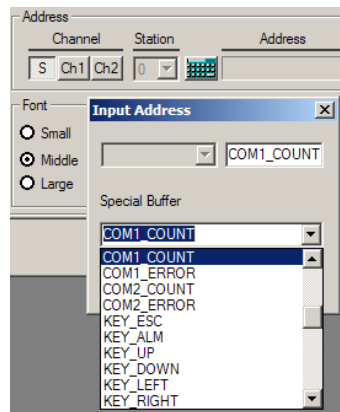 Address
Channel Station Address
S Ch1 Ch2 0
Font
Small
Middle
Large
Input Address
COM1_COUNT
Special Buffer
COM1_COUNT
COM1_COUNT
COM1_ERROR
COM2_COUNT
COM2_ERROR
KEY_ESC
KEY_ALM
KEY_UP
KEY_DOWN
KEY_LEFT
KEY_RIGHT